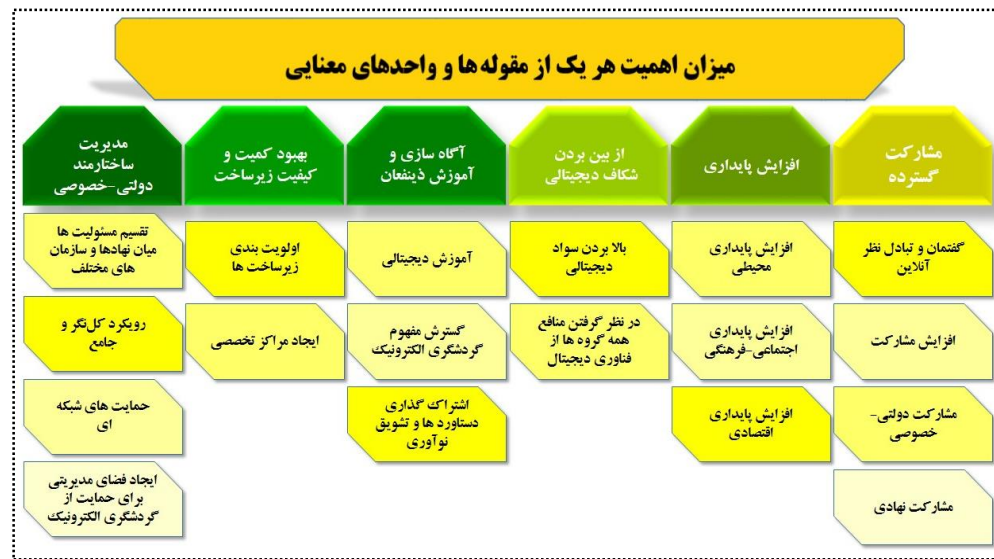 میزان اهمیت هر یک از مقوله‌ها و واحدهای معنایی
مشارکت
گسترده
گفتمان و تبادل نظر
آنلاین
افزایش مشارکت
مشارکت دولتی-
خصوصی
مشارکت نهادی
افزایش پایداری
افزایش پایداری
محیطی
افزایش پایداری
اجتماعی-فرهنگی
افزایش پایداری
اقتصادی
از بین بردن
شکاف دیجیتالی
بالا بردن سواد
دیجیتالی
در نظر گرفتن منافع
همه گروه ها از
فناوری دیجیتال
آگاه سازی و
آموزش ذینفعان
آموزش دیجیتالی
گسترش مفهوم
گردشگری الکترونیک
اشتراک گذاری
دستاورد ها و تشویق
نوآوری
بهبود کمیت و
کیفیت زیرساخت
اولویت بندی
زیرساخت ها
ایجاد مراکز تخصصی
مدیریت
ساختارمند
دولتی-خصوصی
تقسیم مسئولیت ها
میان نهادها و سازمان
های مختلف
رویکرد کل‌نگر و
جامع
حمایت های شبکه
ای
ایجاد فضای مدیریتی
برای حمایت از
گردشگری الکترونیک